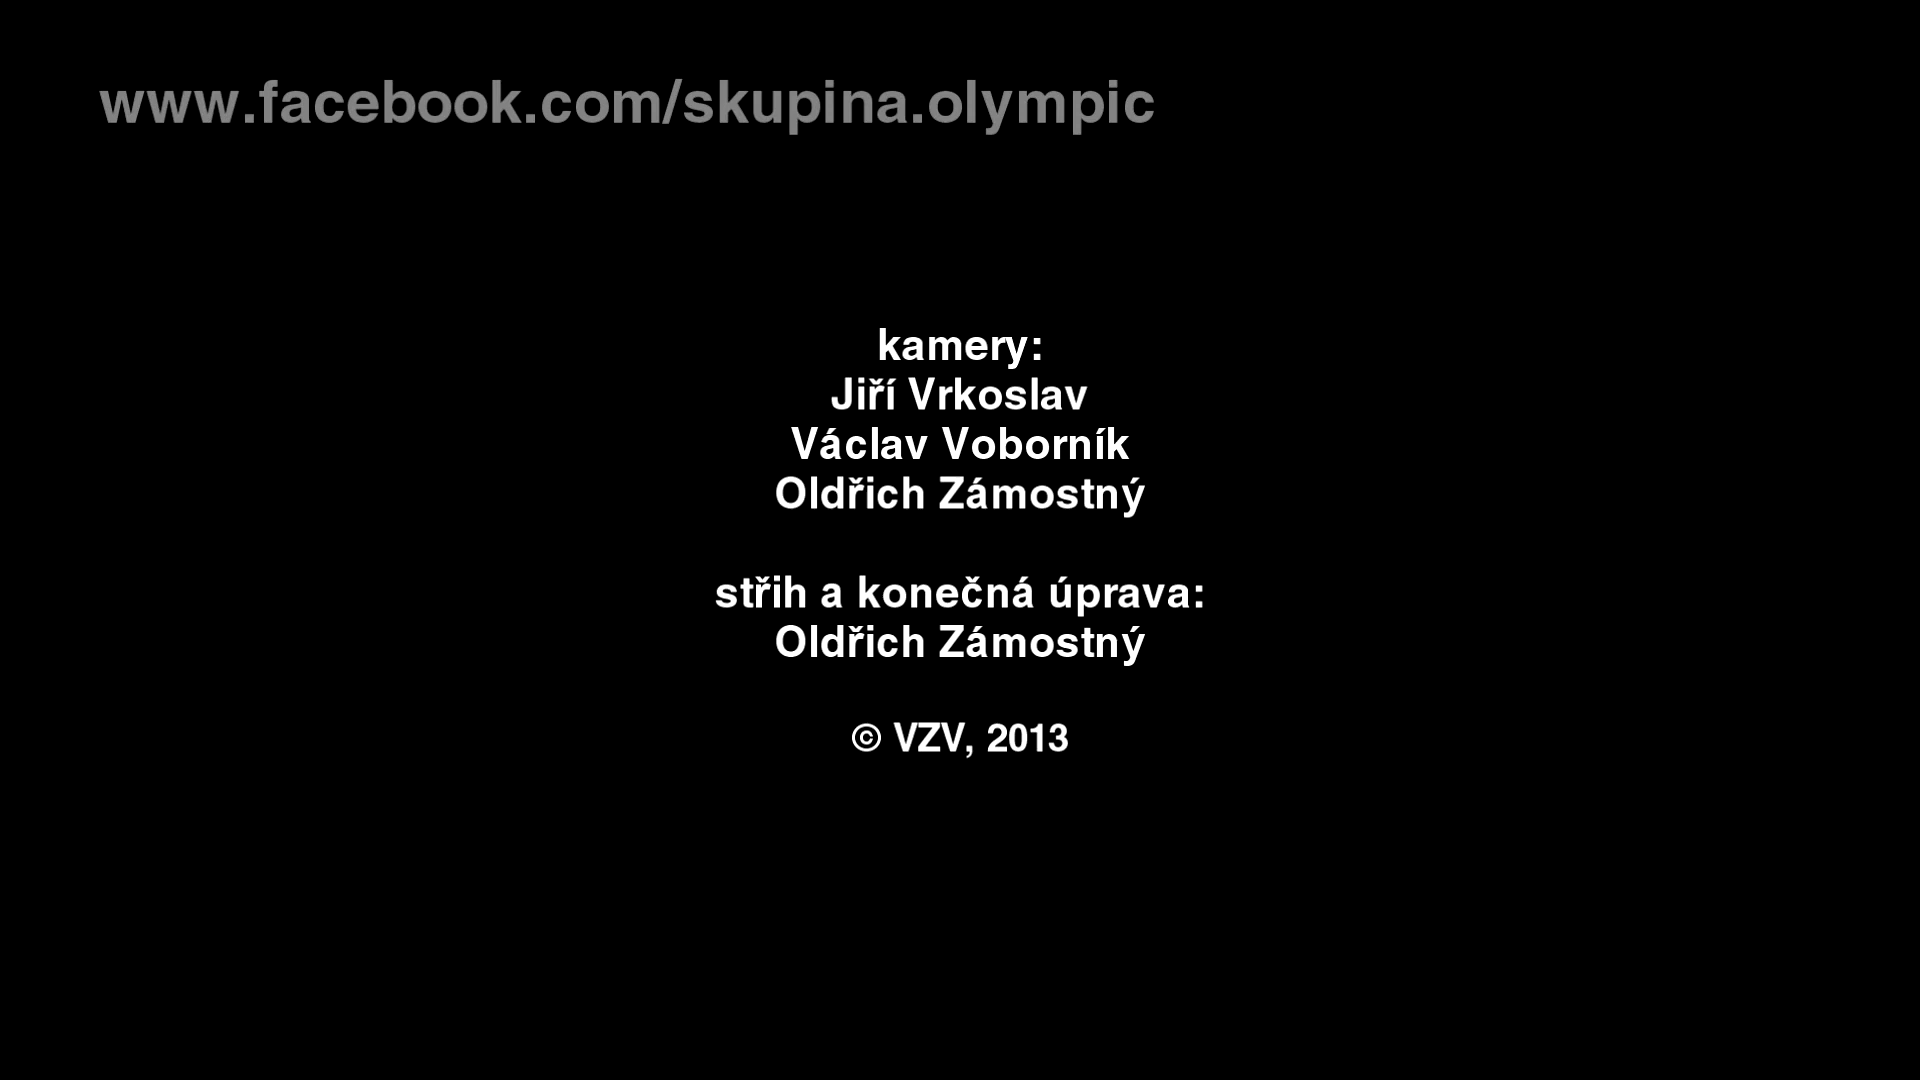 www.facebook.com/skupina.olympic
kamery:
Jiří Vrkoslav
Václav Voborník
Oldřich Zámostný
střih a konečná úprava:
Oldřich Zámostný
© VZV, 2013